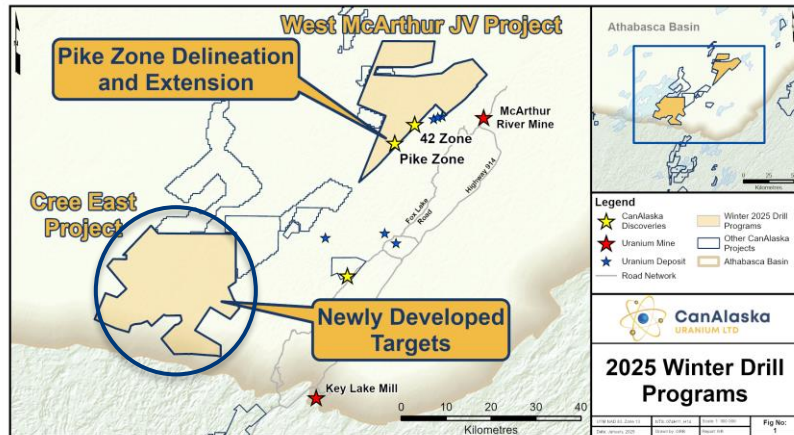 West McArthur JV Project
Pike Zone Delineation
and Extension
McArthur
River Mine
42 Zone
Pike Zone
Highway 914
Fox Lake
Road
Cree East
Project
Newly Developed
Targets
Key Lake Mill
0 10 20 30 40
Kilometres
Athabasca Basin
Kilometres
Legend
CanAlaska
Discoveries
Uranium Mine
Uranium Deposit
Road Network
Winter 2025 Drill
Programs
Other CanAlaska
Projects
Athabasca Basin
CanAlaska
URANIUM LTD
2025 Winter Drill
Programs
Fig No:
1